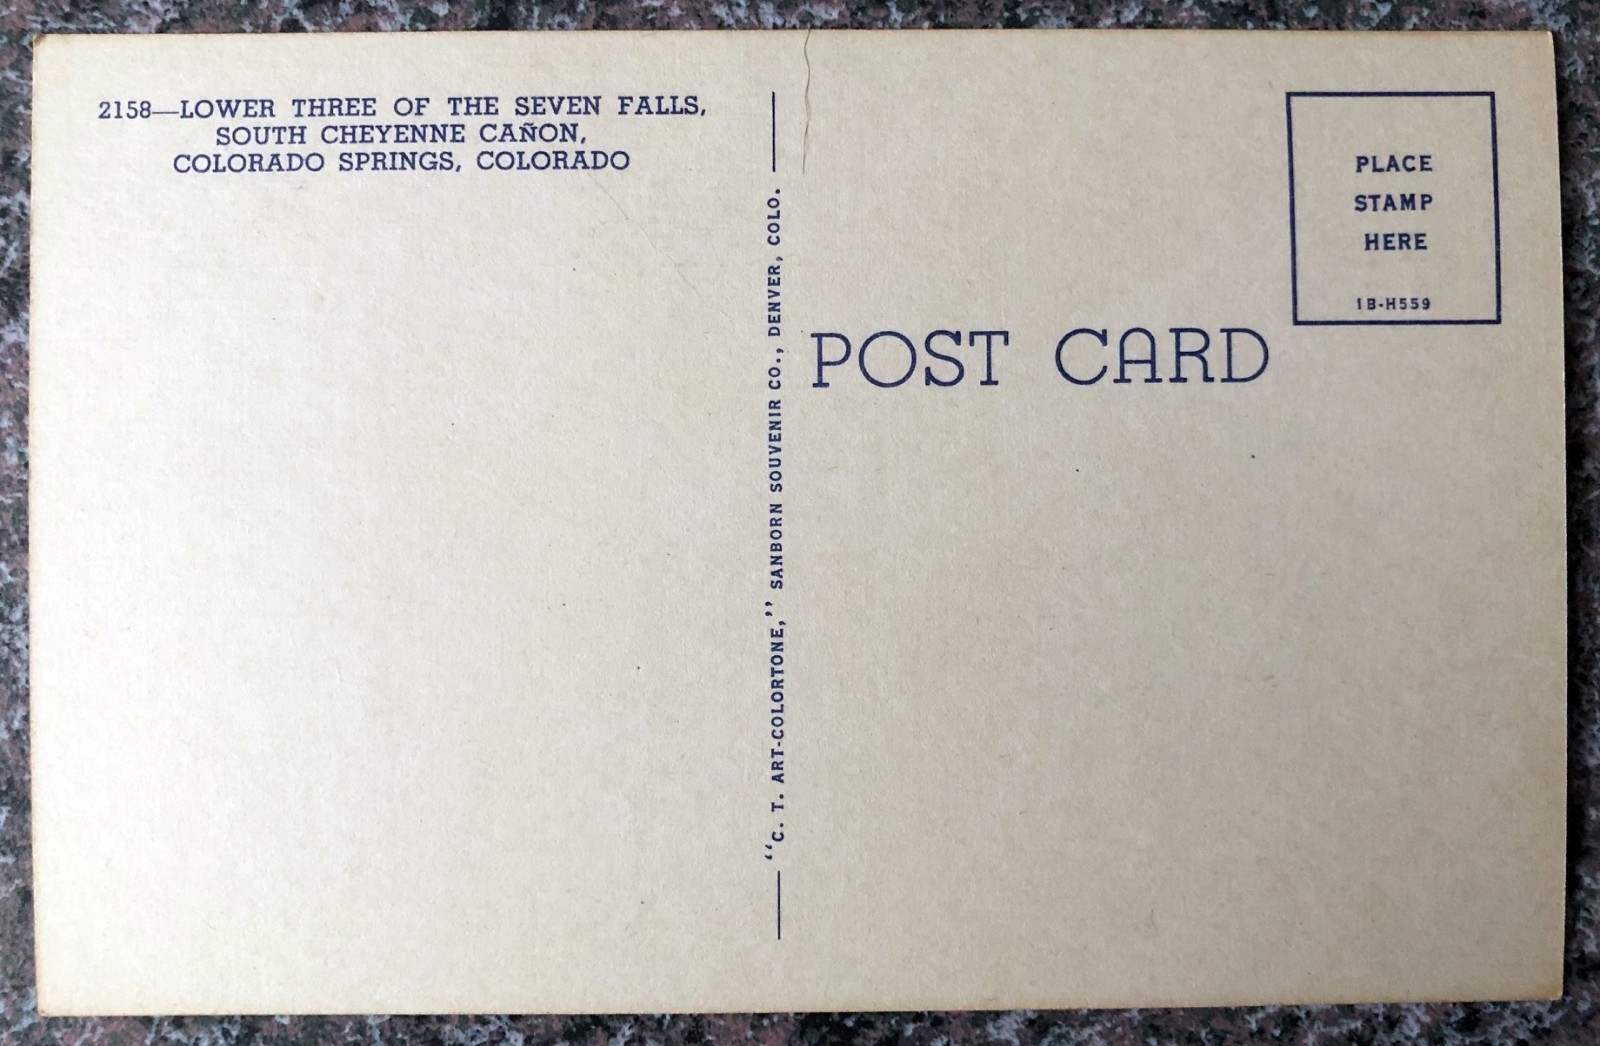 2158—LOWER THREE OF THE SEVEN FALLS,
SOUTH CHEYENNE CAÑON,
COLORADO SPRINGS, COLORADO
"C. T. ART-COLORTONE," SANBORN SOUVENIR CO., DENVER, COLO.
POST CARD
PLACE
STAMP
HERE
1B-H559